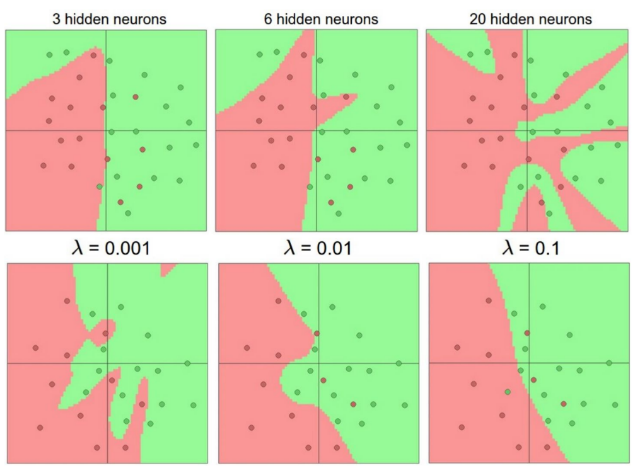 3 hidden neurons
6 hidden neurons
20 hidden neurons
λ = 0.001
λ = 0.01
λ = 0.1